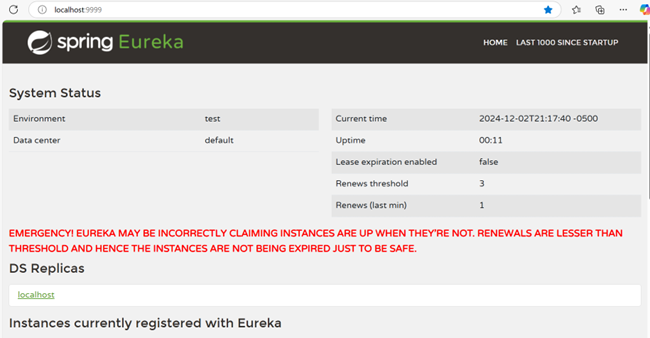 localhost:9999
spring Eureka
HOME LAST 1000 SINCE STARTUP
System Status
Environment test
Data center default
Current time 2024-12-02T21:17:40 -0500
Uptime 00:11
Lease expiration enabled false
Renews threshold 3
Renews (last min) 1
EMERGENCY! EUREKA MAY BE INCORRECTLY CLAIMING INSTANCES ARE UP WHEN THEY'RE NOT. RENEWALS ARE LESSER THAN
THRESHOLD AND HENCE THE INSTANCES ARE NOT BEING EXPIRED JUST TO BE SAFE.
DS Replicas
localhost
Instances currently registered with Eureka